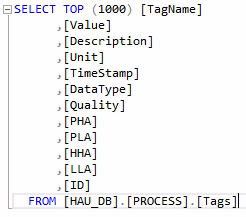 SELECT TOP (1000) [TagName]
,[Value]
,[Description]
,[Unit]
,[TimeStamp]
,[DataType]
,[Quality]
,[PHA]
,[PLA]
,[HHA]
,[LLA]
,[ID]
FROM [HAU_DB].[PROCESS].[Tags]